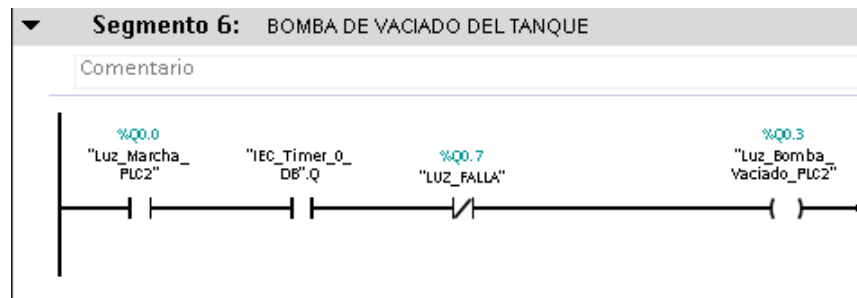 Segmento 6: BOMBA DE VACIADO DEL TANQUE
Comentario
%Q0.0
"Luz_Marcha_
PLC2"
"IEC_Timer_0_
DB".Q
%Q0.7
"LUZ_FALLA"
%Q0.3
"Luz_Bomba_
Vaciado_PLC2"